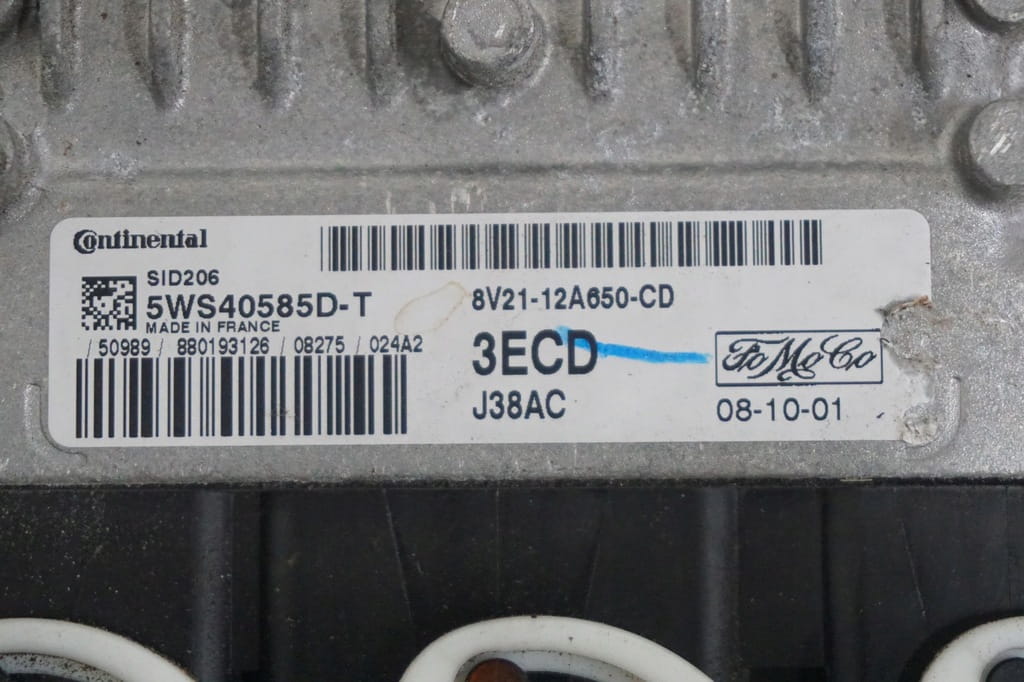 Continental
SID206
5WS40585D-T
MADE IN FRANCE
/ 50989 / 880193126 / 08275 / 024A2
8V21-12A650-CD
3ECD
J38AC
FoMoCo
08-10-01